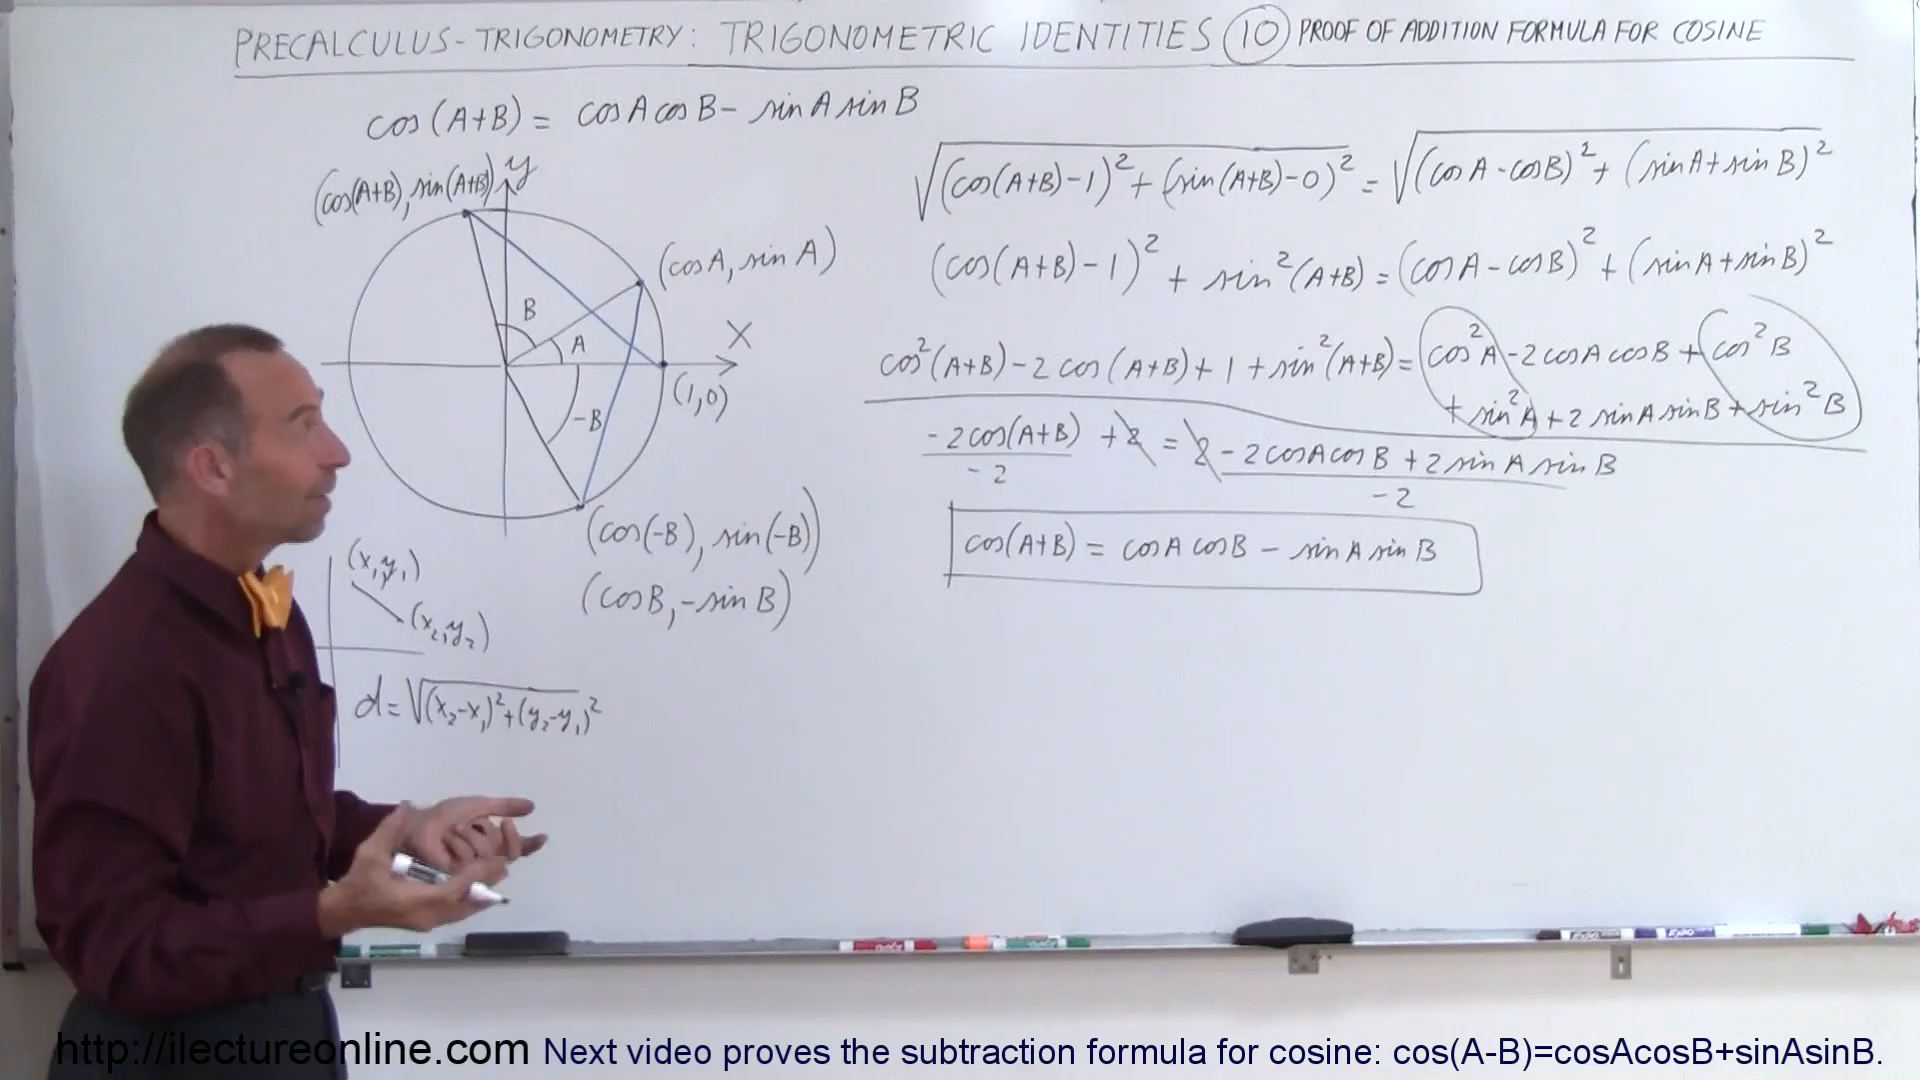 PRECALCULUS - TRIGONOMETRY: TRIGONOMETRIC IDENTITIES 10 PROOF OF ADDITION FORMULA FOR COSINE
cos(A+B) = cosAcosB - sinAsinB
(cos(A+B), sin(A+B)) y
(cosA, sinA)
B
A
X
(1,0)
-B
(cos(-B), sin(-B))
(cosB, -sinB)
(x₁,y₁)
(x₂,y₂)
d = √(x₂-x₁)²+(y₂-y₁)²
√(cos(A+B)-1)² + (sin(A+B)-0)² = √(cosA-cosB)² + (sinA+sinB)²
(cos(A+B)-1)² + sin²(A+B) = (cosA-cosB)² + (sinA+sinB)²
cos²(A+B) - 2cos(A+B) + 1 + sin²(A+B) = cos²A - 2cosAcosB + cos²B
+ sin²A + 2sinAsinB + sin²B
-2cos(A+B) + 2 = 2 - 2cosAcosB + 2sinAsinB
-2 -2
cos(A+B) = cosAcosB - sinAsinB
EXPO EXPO
http://ilectureonline.com Next video proves the subtraction formula for cosine: cos(A-B)=cosAcosB+sinAsinB.